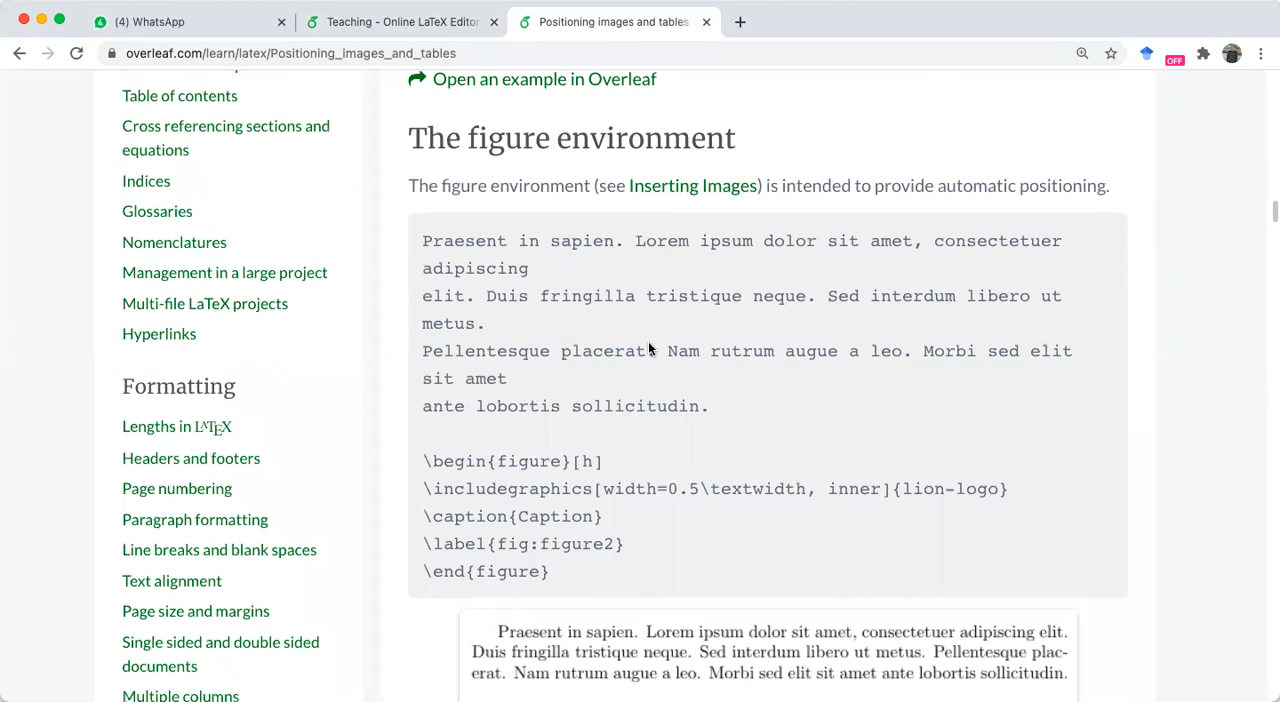 (4) WhatsApp
Teaching - Online LaTeX Editor
Positioning images and tables
overleaf.com/learn/latex/Positioning_images_and_tables
OFF
Table of contents
Cross referencing sections and
equations
Indices
Glossaries
Nomenclatures
Management in a large project
Multi-file LaTeX projects
Hyperlinks
Formatting
Lengths in LATEX
Headers and footers
Page numbering
Paragraph formatting
Line breaks and blank spaces
Text alignment
Page size and margins
Single sided and double sided
documents
Multiple columns
Open an example in Overleaf
The figure environment
The figure environment (see Inserting Images) is intended to provide automatic positioning.
Praesent in sapien. Lorem ipsum dolor sit amet, consectetuer
adipiscing
elit. Duis fringilla tristique neque. Sed interdum libero ut
metus.
Pellentesque placerat. Nam rutrum augue a leo. Morbi sed elit
sit amet
ante lobortis sollicitudin.
\begin{figure}[h]
\includegraphics[width=0.5\textwidth, inner]{lion-logo}
\caption{Caption}
\label{fig:figure2}
\end{figure}
Praesent in sapien. Lorem ipsum dolor sit amet, consectetuer adipiscing elit.
Duis fringilla tristique neque. Sed interdum libero ut metus. Pellentesque plac-
erat. Nam rutrum augue a leo. Morbi sed elit sit amet ante lobortis sollicitudin.